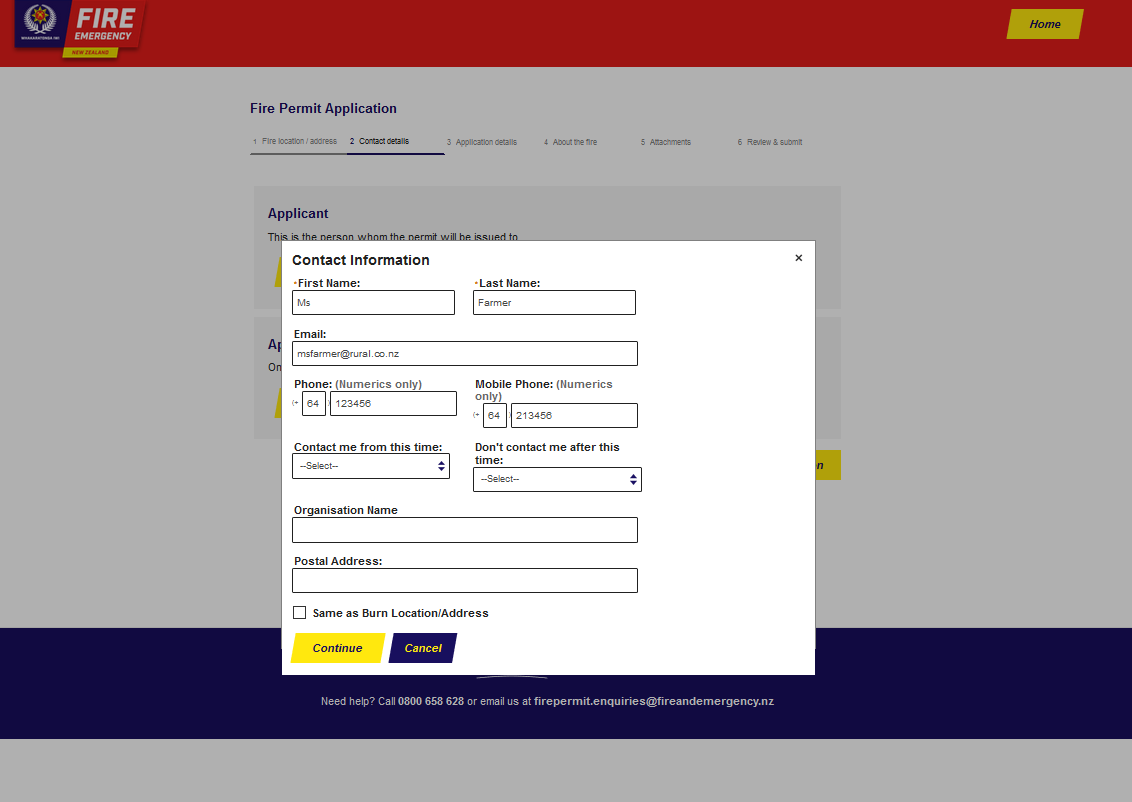 FIRE
EMERGENCY
NEW ZEALAND
Home
Fire Permit Application
1 Fire location / address 2 Contact details 3 Application details 4 About the fire 5 Attachments 6 Review & submit
Applicant
This is the person whom the permit will be issued to
Contact Information ×
*First Name: *Last Name:
Ms Farmer
Email:
msfarmer@rural.co.nz
Phone: (Numerics only) Mobile Phone: (Numerics
only)
(+ 64 ) 123456 (+ 64 ) 213456
Contact me from this time: Don't contact me after this
time:
--Select-- --Select--
Organisation Name
Postal Address:
Same as Burn Location/Address
Continue Cancel
Need help? Call 0800 658 628 or email us at firepermit.enquiries@fireandemergency.nz